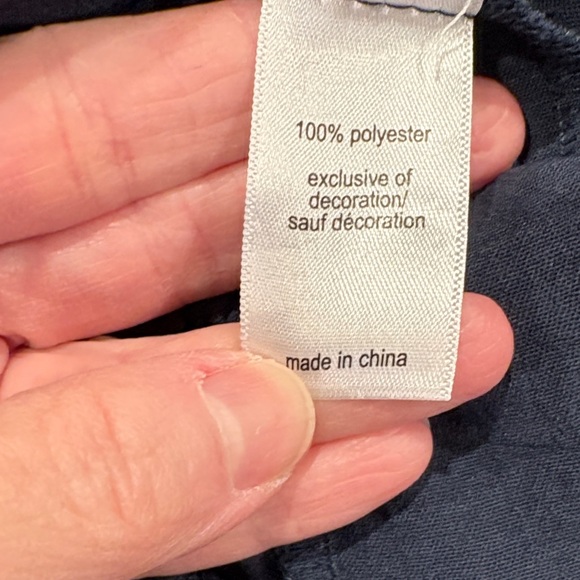 100% polyester
exclusive of
decoration/
sauf décoration
made in china